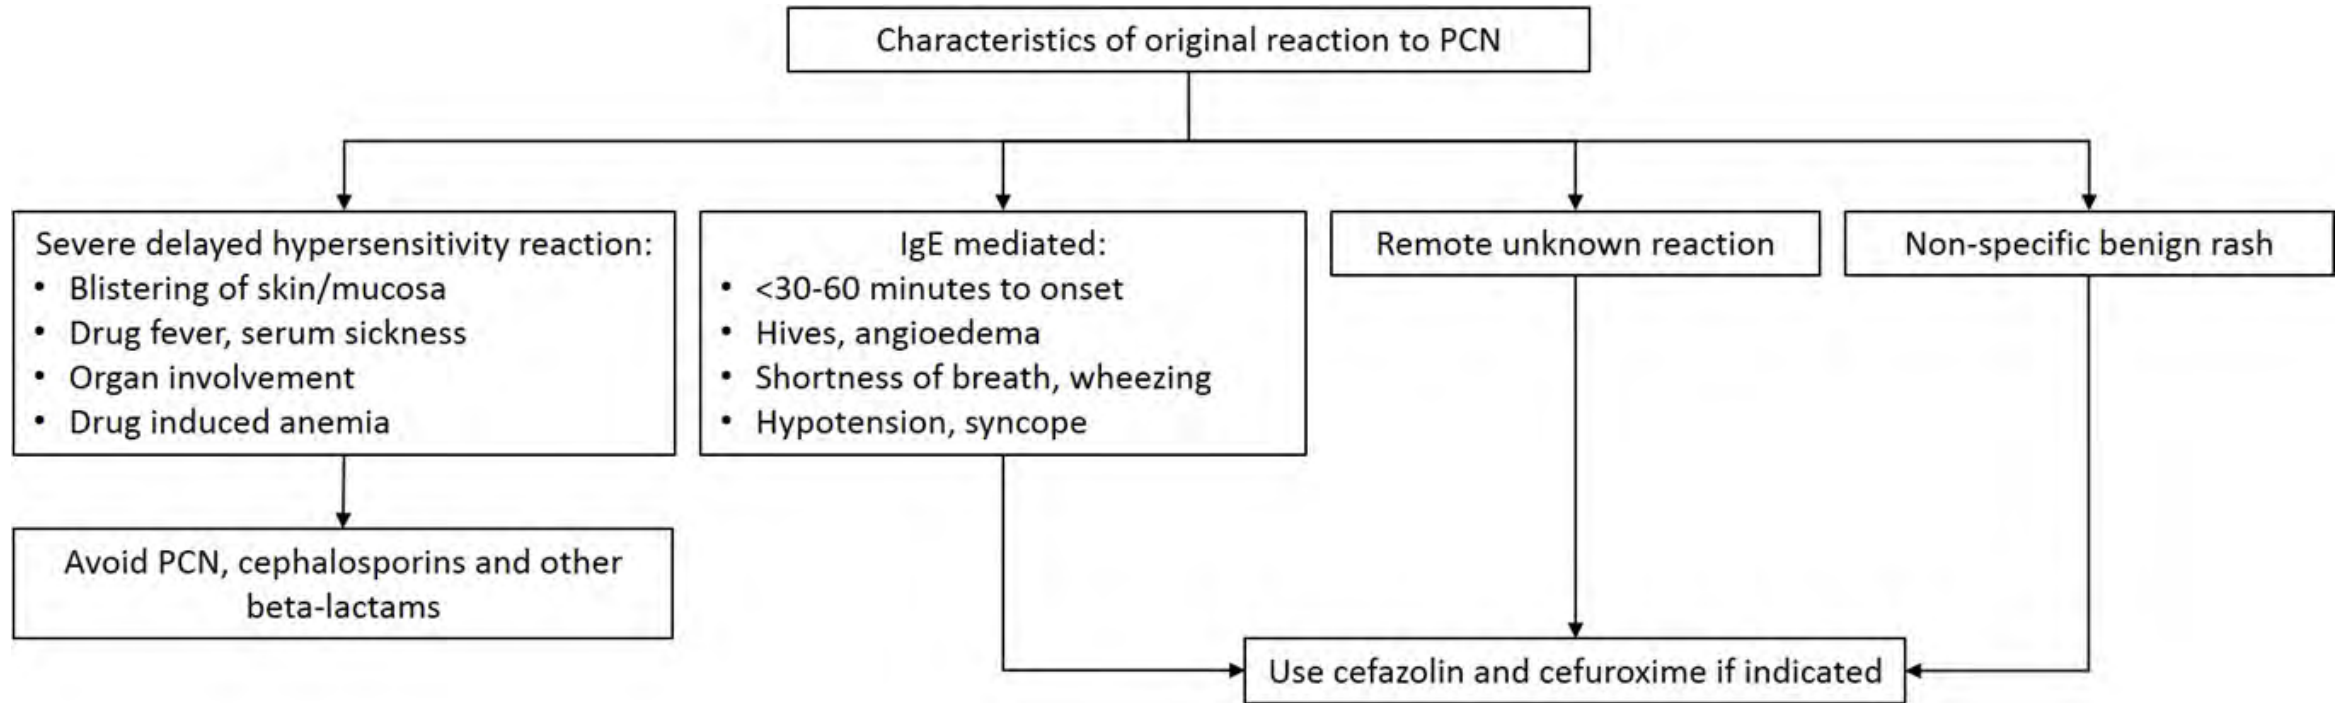 Characteristics of original reaction to PCN
Severe delayed hypersensitivity reaction:
• Blistering of skin/mucosa
• Drug fever, serum sickness
• Organ involvement
• Drug induced anemia
IgE mediated:
• <30-60 minutes to onset
• Hives, angioedema
• Shortness of breath, wheezing
• Hypotension, syncope
Remote unknown reaction
Non-specific benign rash
Avoid PCN, cephalosporins and other
beta-lactams
Use cefazolin and cefuroxime if indicated